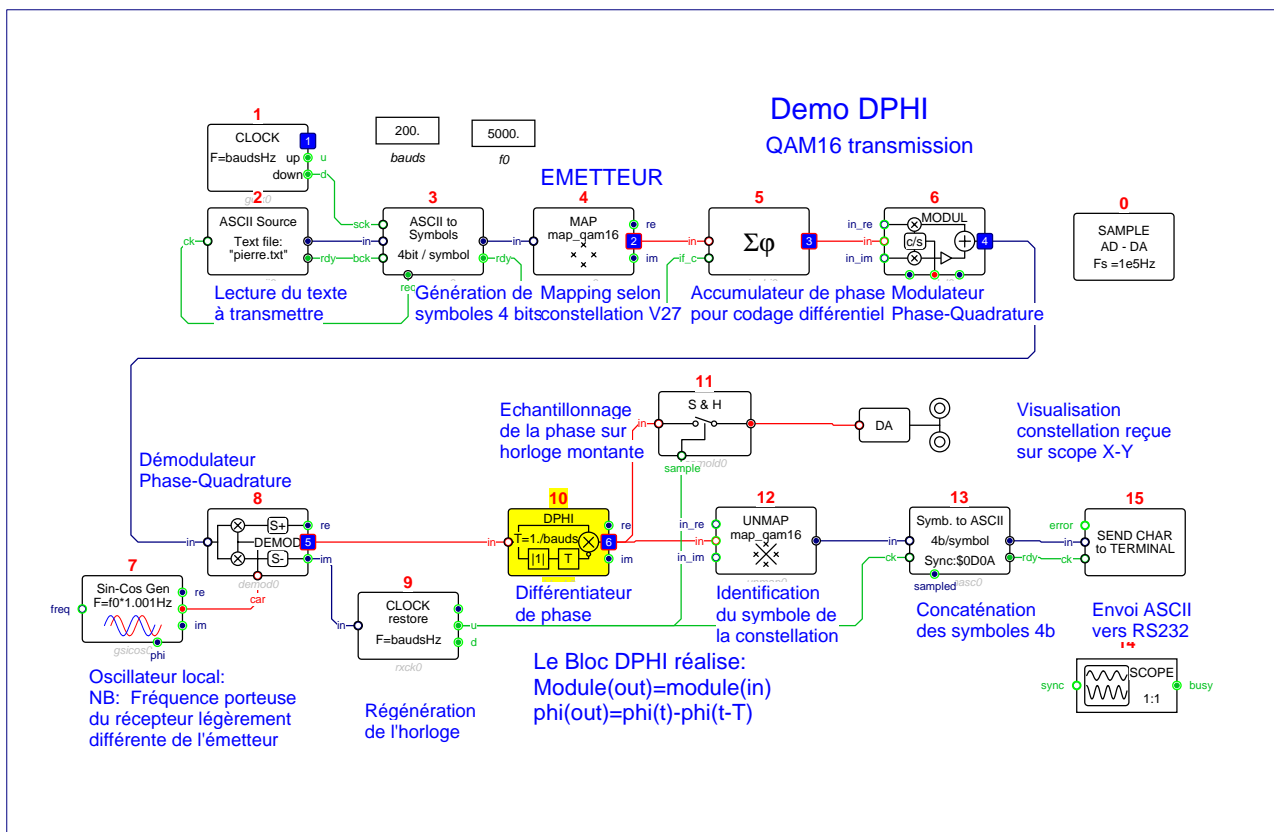 Demo DPHI
QAM16 transmission
1
CLOCK
1
F=baudsHz
up
u
down
d
200.
bauds
5000.
f0
EMETTEUR
2
ASCII Source
Text file:
"pierre.txt"
ck
rdy
Lecture du texte
à transmettre
3
ASCII to
Symbols
4bit / symbol
sck
in
bck
rdy
Génération de
symboles 4 bits
4
MAP
map_qam16
in
re
2
im
Mapping selon
constellation V27
5
Σφ
in
if_c
3
Accumulateur de phase
pour codage différentiel
6
MODUL
c/s
in_re
in
in_im
4
Modulateur
Phase-Quadrature
0
SAMPLE
AD - DA
Fs =1e5Hz
11
S & H
in
sample
Echantillonnage
de la phase sur
horloge montante
DA
Visualisation
constellation reçue
sur scope X-Y
Démodulateur
Phase-Quadrature
8
S+
DEMOD
S-
in
re
5
im
car
demod0
7
Sin-Cos Gen
F=f0*1.001Hz
freq
re
im
phi
gsicos0
Oscillateur local:
NB: Fréquence porteuse
du récepteur légèrement
différente de l'émetteur
9
CLOCK
restore
F=baudsHz
in
u
d
rxck0
Régénération
de l'horloge
10
DPHI
T=1./bauds
|1|
T
in
re
6
im
Différentiateur
de phase
Le Bloc DPHI réalise:
Module(out)=module(in)
phi(out)=phi(t)-phi(t-T)
12
UNMAP
map_qam16
in_re
in
in_im
Identification
du symbole de
la constellation
13
Symb. to ASCII
4b/symbol
Sync:$0D0A
in
ck
rdy
sampled
Concaténation
des symboles 4b
15
SEND CHAR
to TERMINAL
error
in
ck
Envoi ASCII
vers RS232
14
SCOPE
1:1
sync
busy